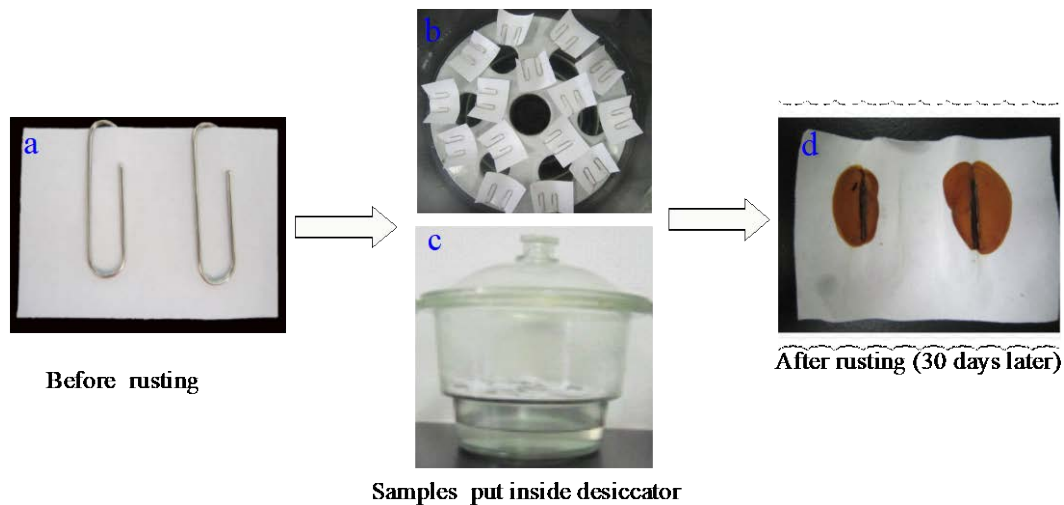 a
b
c
d
Before rusting
Samples put inside desiccator
After rusting (30 days later)